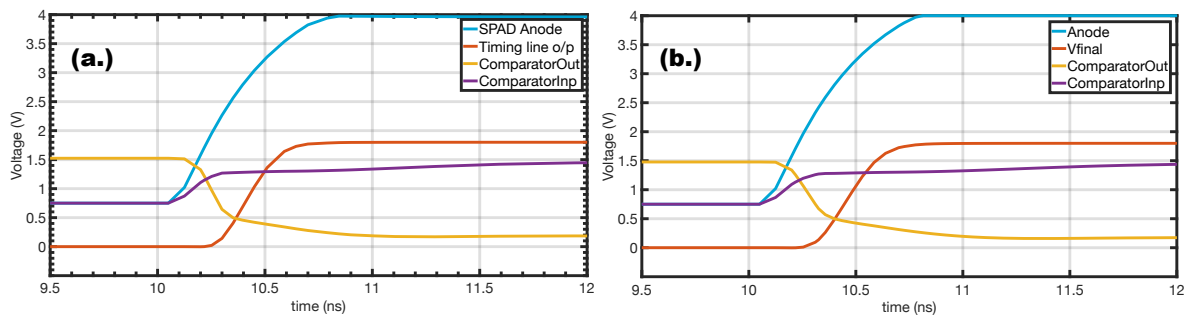 (a.)
Voltage (V)
4
3.5
3
2.5
2
1.5
1
0.5
0
9.5 10 10.5 11 11.5 12
time (ns)
SPAD Anode
Timing line o/p
ComparatorOut
ComparatorInp
(b.)
Voltage (V)
4
3.5
3
2.5
2
1.5
1
0.5
0
9.5 10 10.5 11 11.5 12
time (ns)
Anode
Vfinal
ComparatorOut
ComparatorInp